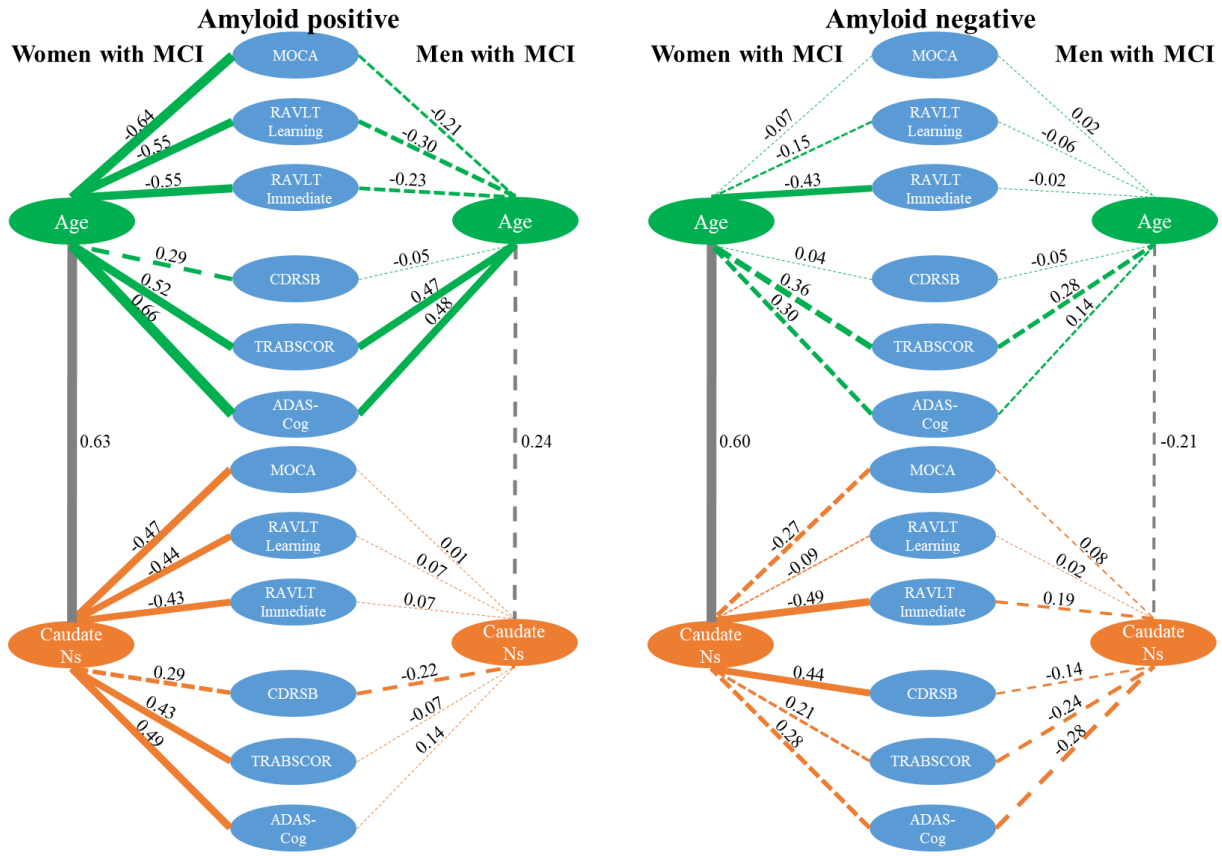 Amyloid positive
Women with MCI
Men with MCI
MOCA
-0.64
-0.21
RAVLT
Learning
-0.55
-0.30
RAVLT
Immediate
-0.55
-0.23
Age
Age
CDRSB
0.29
-0.05
TRABSCOR
0.52
0.47
ADAS-
Cog
0.66
0.48
0.63
0.24
MOCA
-0.47
0.01
RAVLT
Learning
-0.44
0.07
RAVLT
Immediate
-0.43
0.07
Caudate
Ns
Caudate
Ns
CDRSB
0.29
-0.22
TRABSCOR
0.43
-0.07
ADAS-
Cog
0.49
0.14
Amyloid negative
Women with MCI
Men with MCI
MOCA
-0.07
0.02
RAVLT
Learning
-0.15
-0.06
RAVLT
Immediate
-0.43
-0.02
Age
Age
CDRSB
0.04
-0.05
TRABSCOR
0.36
0.28
ADAS-
Cog
0.30
0.14
0.60
-0.21
MOCA
-0.27
0.08
RAVLT
Learning
-0.09
0.02
RAVLT
Immediate
-0.49
0.19
Caudate
Ns
Caudate
Ns
CDRSB
0.44
-0.14
TRABSCOR
0.21
-0.24
ADAS-
Cog
0.28
-0.28